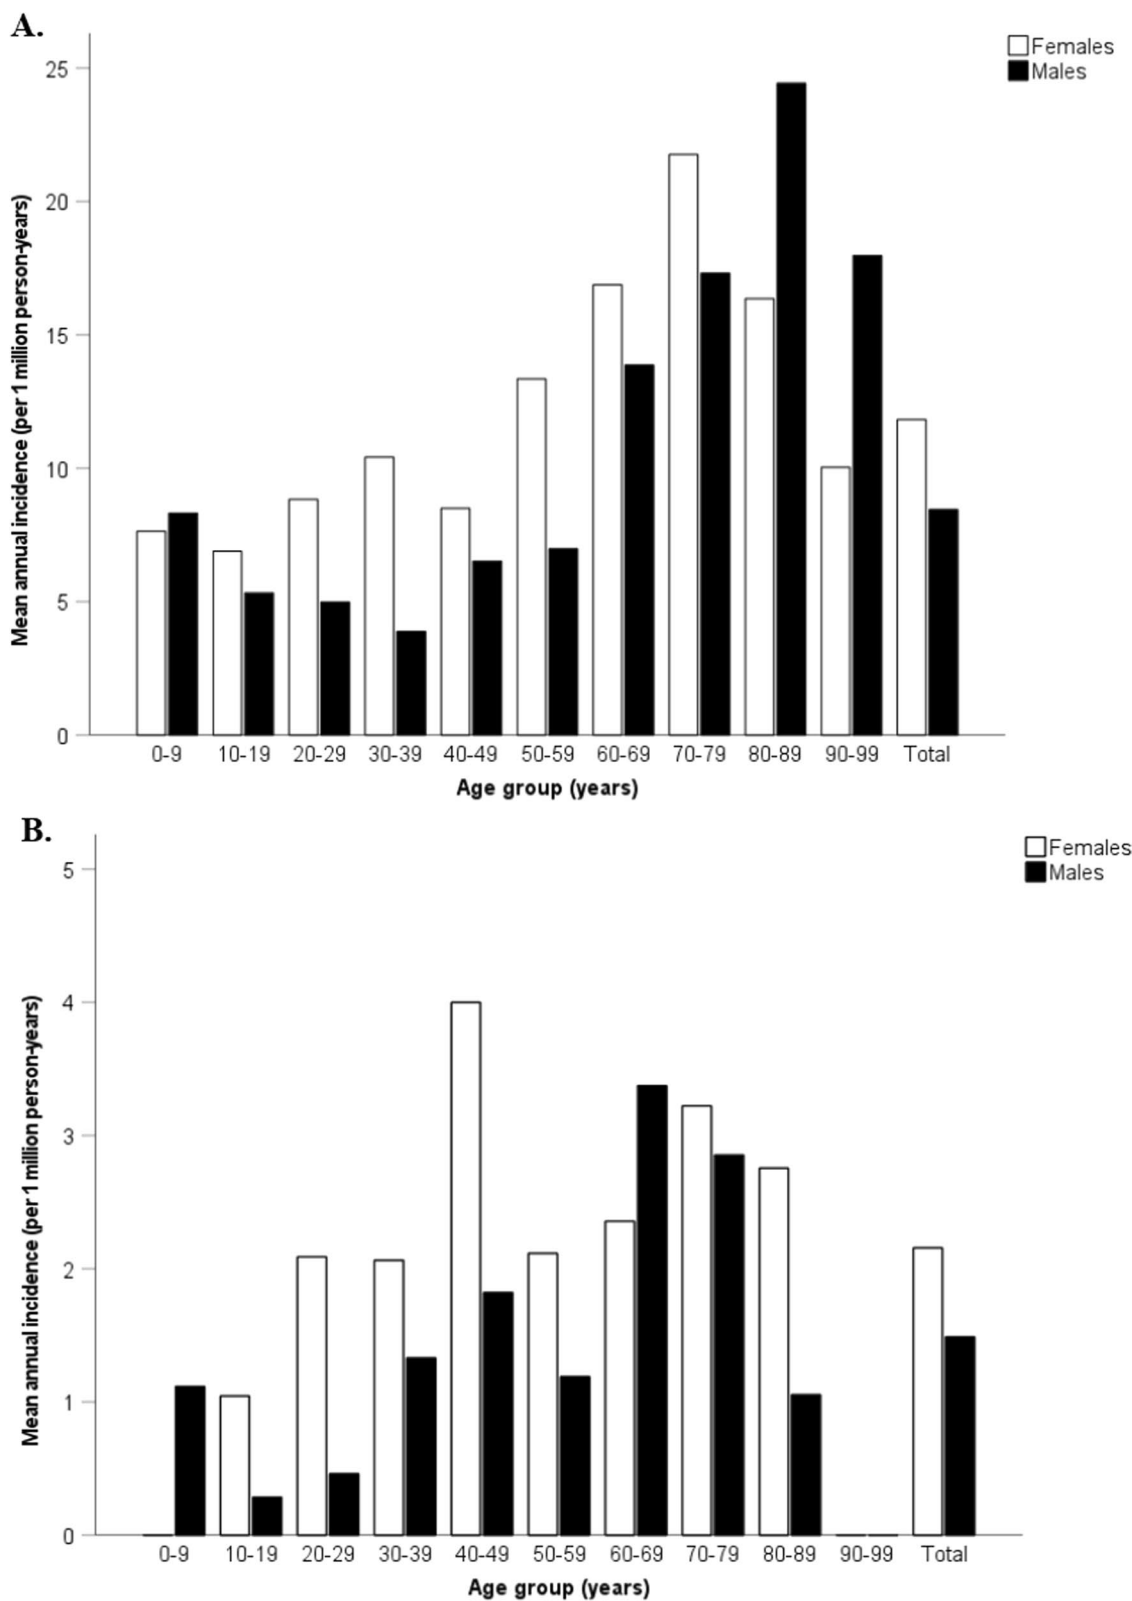 A.
Females
Males
25
20
15
10
5
0
Mean annual incidence (per 1 million person-years)
0-9 10-19 20-29 30-39 40-49 50-59 60-69 70-79 80-89 90-99 Total
Age group (years)
B.
Females
Males
5
4
3
2
1
0
Mean annual incidence (per 1 million person-years)
0-9 10-19 20-29 30-39 40-49 50-59 60-69 70-79 80-89 90-99 Total
Age group (years)